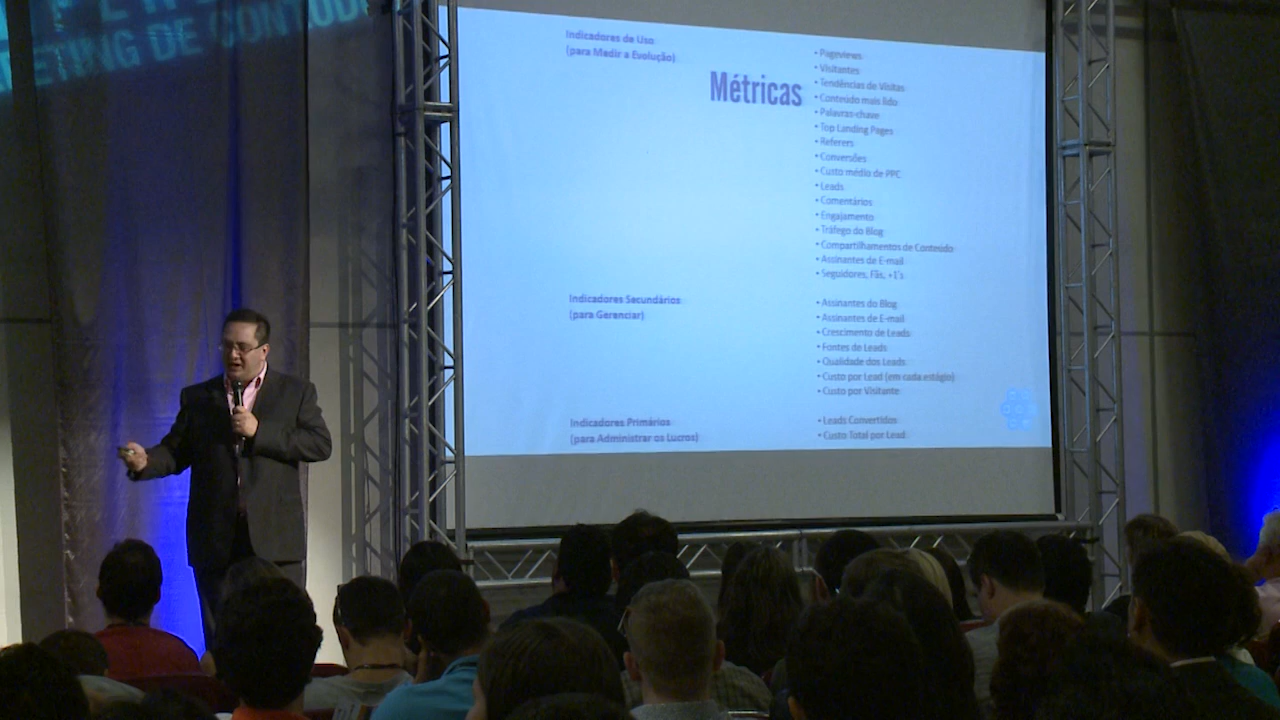 MARKETING DE CONTEÚDO
Métricas
Indicadores de Uso
(para Medir a Evolução)
• Pageviews
• Visitantes
• Tendências de Visitas
• Conteúdo mais lido
• Palavras-chave
• Top Landing Pages
• Referers
• Conversões
• Custo médio de PPC
• Leads
• Comentários
• Engajamento
• Tráfego do Blog
• Compartilhamentos de Conteúdo
• Assinantes de E-mail
• Seguidores, Fãs, +1's
Indicadores Secundários
(para Gerenciar)
• Assinantes do Blog
• Assinantes de E-mail
• Crescimento de Leads
• Fontes de Leads
• Qualidade dos Leads
• Custo por Lead (em cada estágio)
• Custo por Visitante
Indicadores Primários
(para Administrar os Lucros)
• Leads Convertidos
• Custo Total por Lead